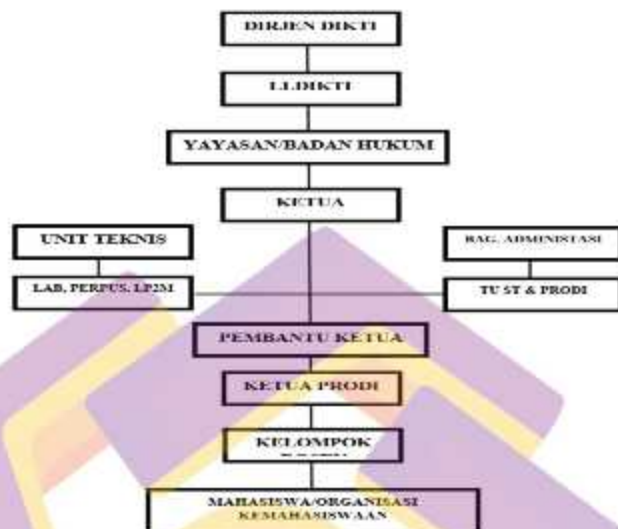 DIRJEN DIKTI
LLDIKTI
YAYASAN/BADAN HUKUM
KETUA
UNIT TEKNIS
BAG. ADMINISTASI
LAB, PERPUS, LP2M
TU ST & PRODI
PEMBANTU KETUA
KETUA PRODI
KELOMPOK
MAHASISWA/ORGANISASI
KEMAHASISWAAN